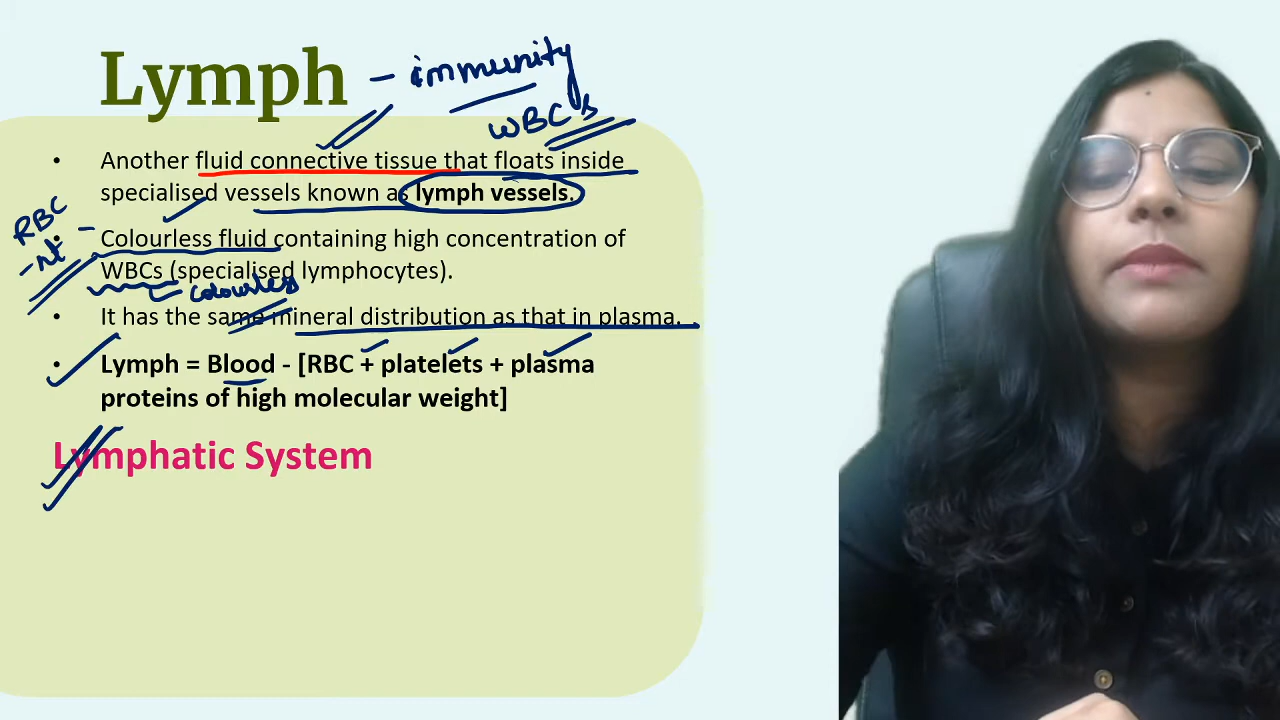 Lymph - immunity
WBCs
• Another fluid connective tissue that floats inside
specialised vessels known as lymph vessels.
RBC
• Colourless fluid containing high concentration of
WBCs (specialised lymphocytes).
colourless
• It has the same mineral distribution as that in plasma.
• Lymph = Blood - [RBC + platelets + plasma
proteins of high molecular weight]
Lymphatic System